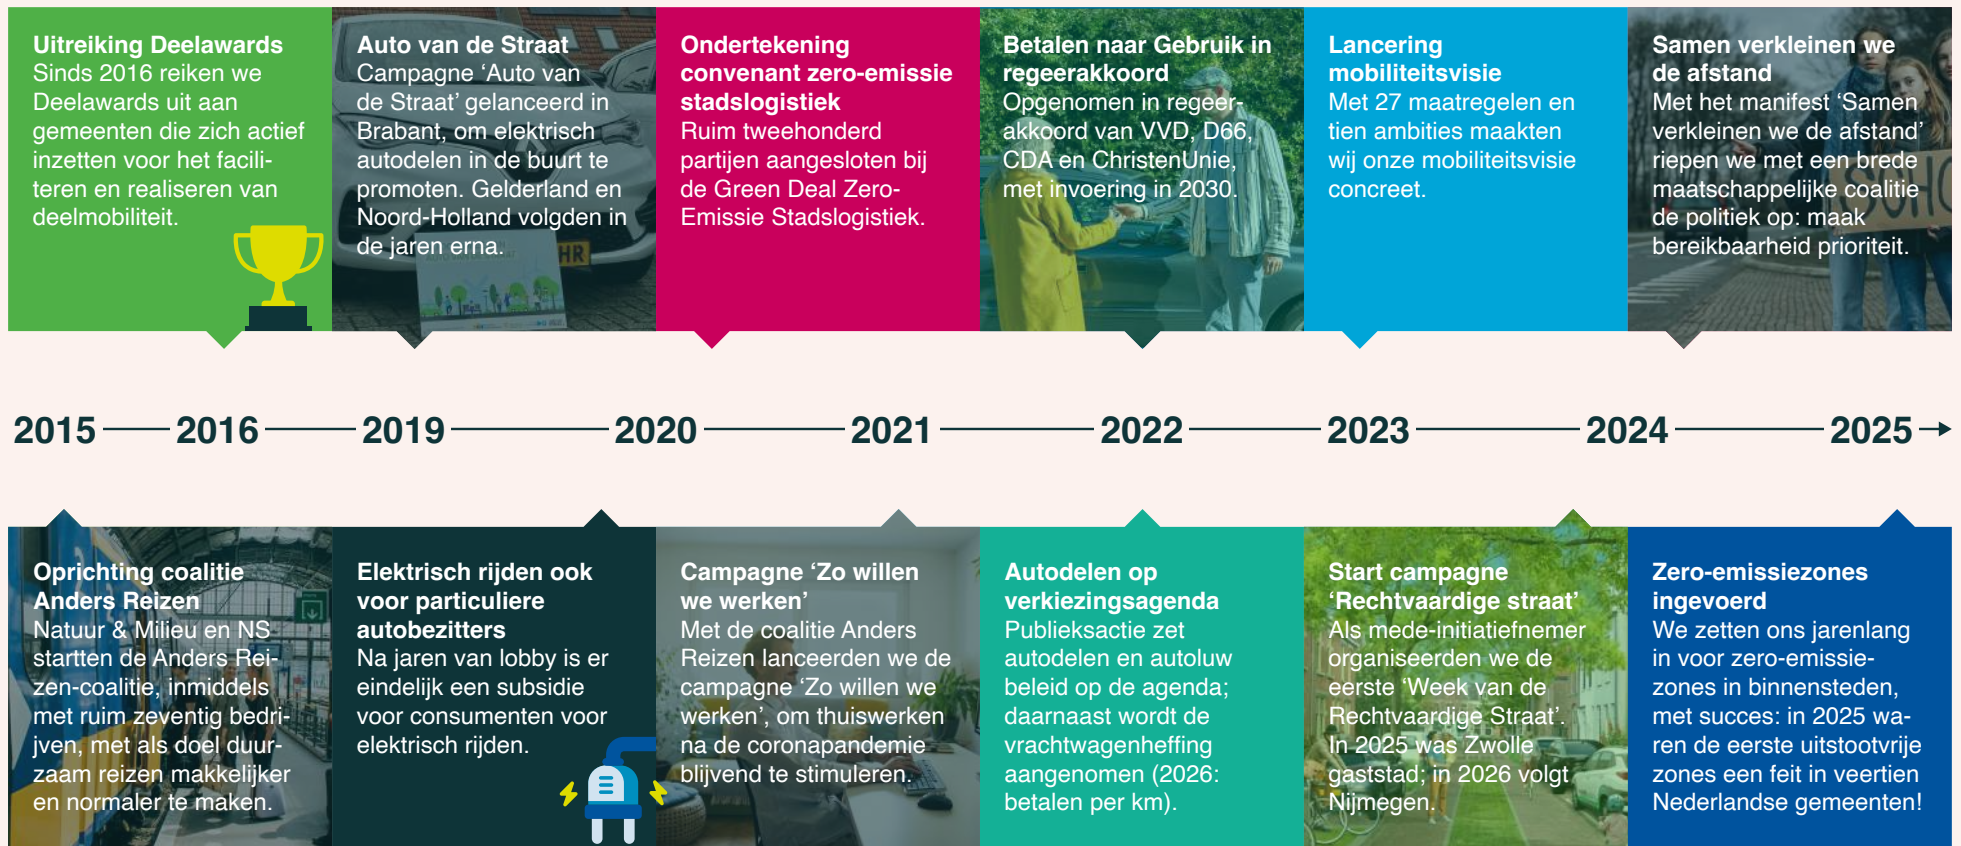 Uitreiking Deelawards
Sinds 2016 reiken we
Deelawards uit aan
gemeenten die zich actief
inzetten voor het facili-
teren en realiseren van
deelmobiliteit.
Auto van de Straat
Campagne ‘Auto van
de Straat’ gelanceerd in
Brabant, om elektrisch
autodelen in de buurt te
promoten. Gelderland en
Noord-Holland volgden in
de jaren erna.
HR
Ondertekening
convenant zero-emissie
stadslogistiek
Ruim tweehonderd
partijen aangesloten bij
de Green Deal Zero-
Emissie Stadslogistiek.
Betalen naar Gebruik in
regeerakkoord
Opgenomen in regeer-
akkoord van VVD, D66,
CDA en ChristenUnie,
met invoering in 2030.
Lancering
mobiliteitsvisie
Met 27 maatregelen en
tien ambities maakten
wij onze mobiliteitsvisie
concreet.
Samen verkleinen we
de afstand
Met het manifest ‘Samen
verkleinen we de afstand’
riepen we met een brede
maatschappelijke coalitie
de politiek op: maak
bereikbaarheid prioriteit.
2015 2016 2019 2020 2021 2022 2023 2024 2025
Oprichting coalitie
Anders Reizen
Natuur & Milieu en NS
startten de Anders Rei-
zen-coalitie, inmiddels
met ruim zeventig bedri-
jven, met als doel duur-
zaam reizen makkelijker
en normaler te maken.
Elektrisch rijden ook
voor particuliere
autobezitters
Na jaren van lobby is er
eindelijk een subsidie
voor consumenten voor
elektrisch rijden.
Campagne ‘Zo willen
we werken’
Met de coalitie Anders
Reizen lanceerden we de
campagne ‘Zo willen we
werken’, om thuiswerken
na de coronapandemie
blijvend te stimuleren.
Autodelen op
verkiezingsagenda
Publieksactie zet
autodelen en autoluw
beleid op de agenda;
daarnaast wordt de
vrachtwagenheffing
aangenomen (2026:
betalen per km).
Start campagne
‘Rechtvaardige straat’
Als mede-initiatiefnemer
organiseerden we de
eerste ‘Week van de
Rechtvaardige Straat’.
In 2025 was Zwolle
gaststad; in 2026 volgt
Nijmegen.
Zero-emissiezones
ingevoerd
We zetten ons jarenlang
in voor zero-emissie-
zones in binnensteden,
met succes: in 2025 wa-
ren de eerste uitstootvrije
zones een feit in veertien
Nederlandse gemeenten!